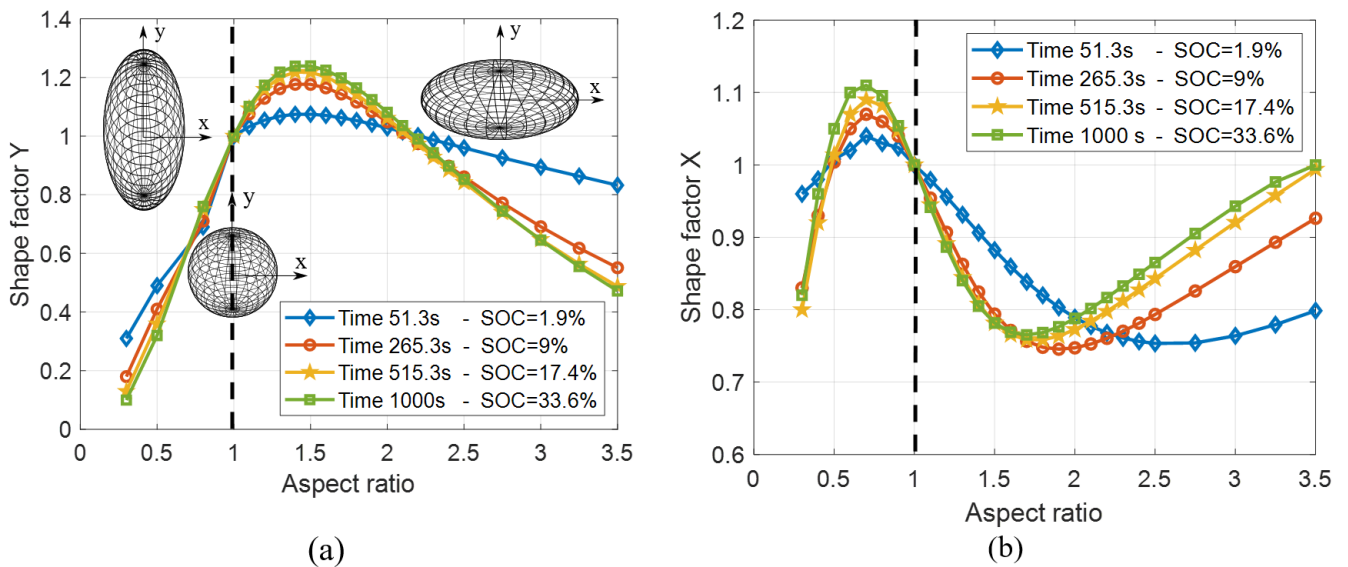 1.4
1.2
1
0.8
0.6
0.4
0.2
0
Shape factor Y
y
x
y
x
y
x
Time 51.3s - SOC=1.9%
Time 265.3s - SOC=9%
Time 515.3s - SOC=17.4%
Time 1000s - SOC=33.6%
0 0.5 1 1.5 2 2.5 3 3.5
Aspect ratio
(a)
1.2
1.1
1.0
0.9
0.8
0.7
0.6
Shape factor X
Time 51.3s - SOC=1.9%
Time 265.3s - SOC=9%
Time 515.3s - SOC=17.4%
Time 1000 s - SOC=33.6%
0 0.5 1 1.5 2 2.5 3 3.5
Aspect ratio
(b)